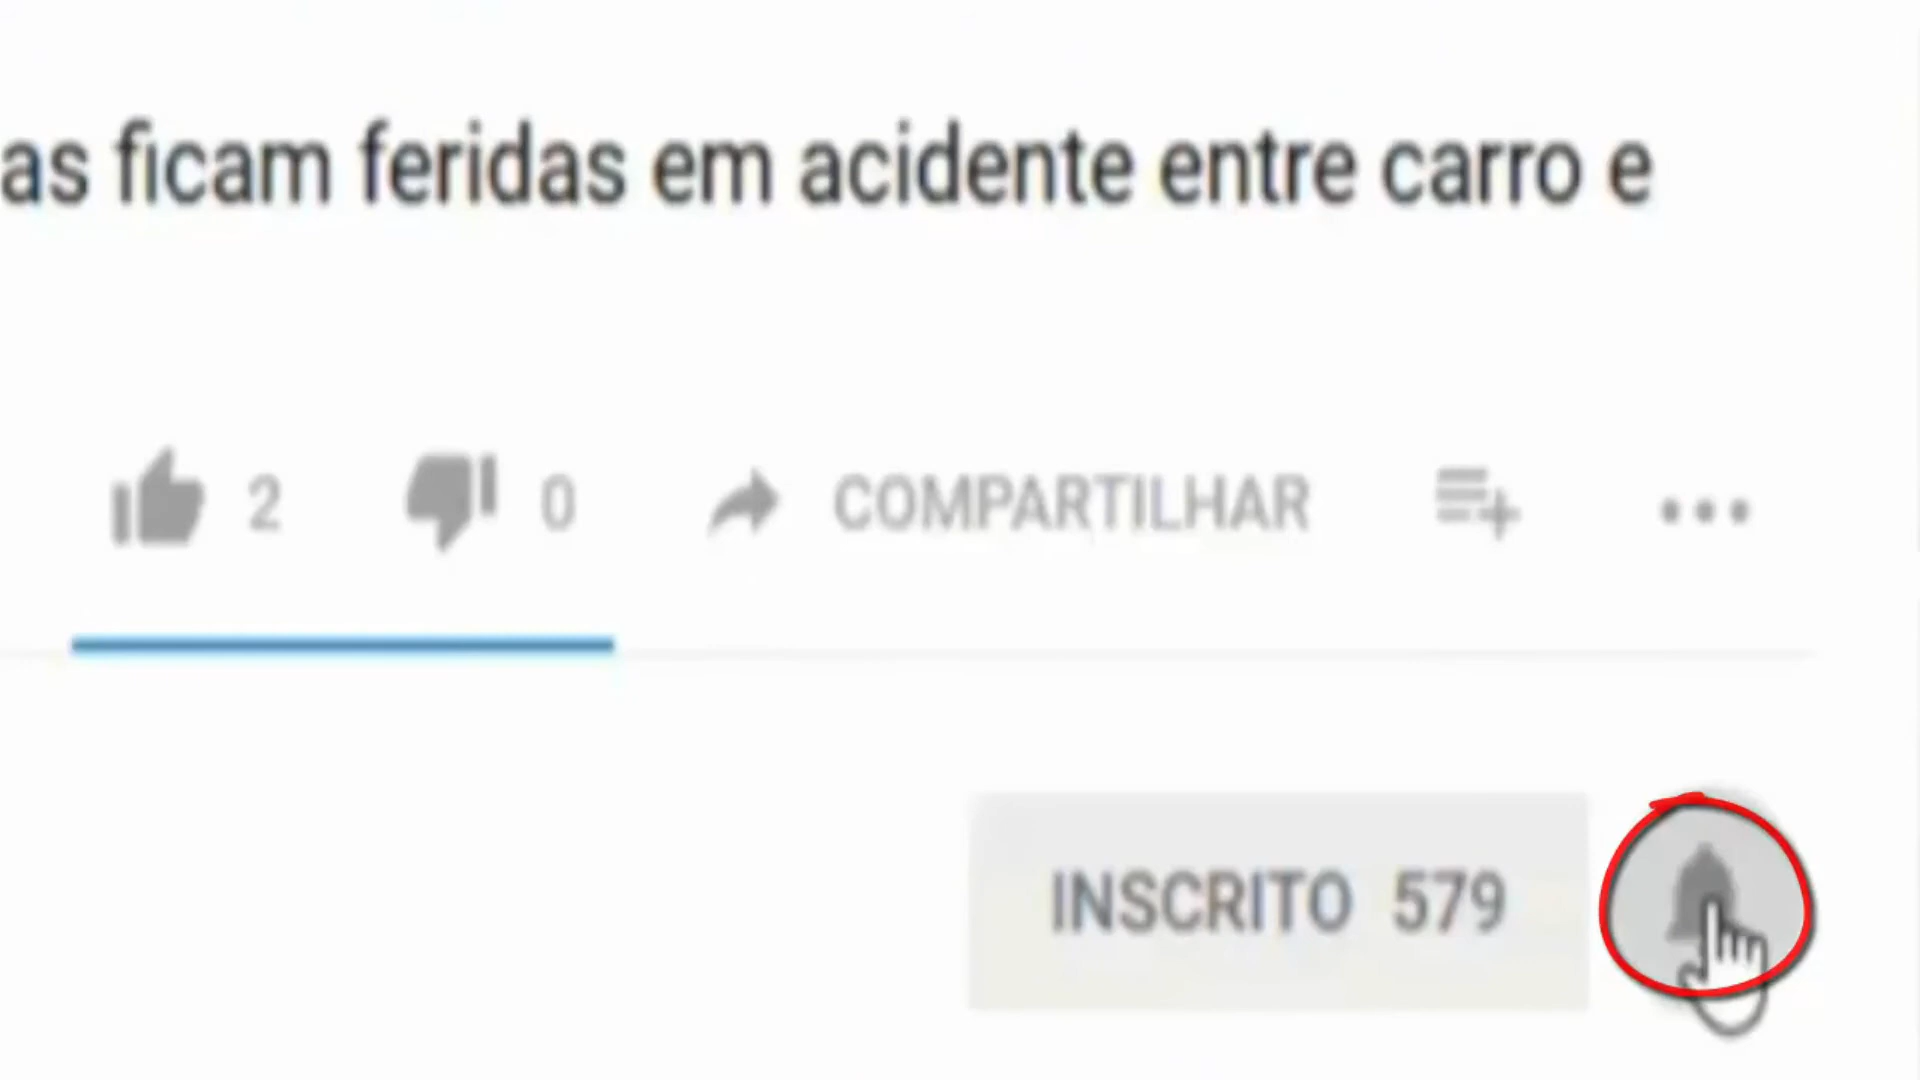 as ficam feridas em acidente entre carro e
2 0 COMPARTILHAR
INSCRITO 579